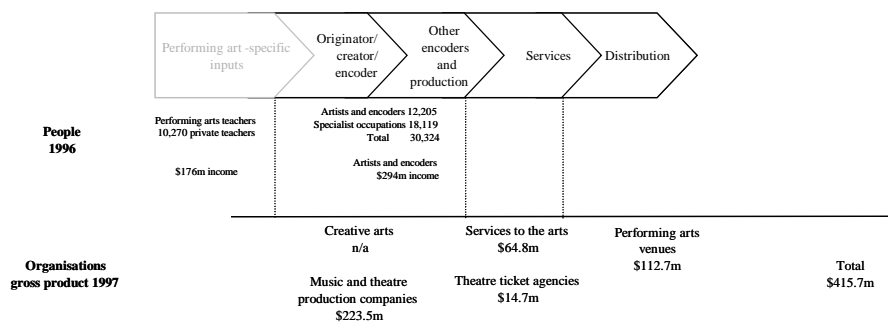 Performing art -specific
inputs
Originator/
creator/
encoder
Other
encoders
and
production
Services
Distribution
People
1996
Performing arts teachers
10,270 private teachers
$176m income
Artists and encoders 12,205
Specialist occupations 18,119
Total 30,324
Artists and encoders
$294m income
Organisations
gross product 1997
Creative arts
n/a
Music and theatre
production companies
$223.5m
Services to the arts
$64.8m
Theatre ticket agencies
$14.7m
Performing arts
venues
$112.7m
Total
$415.7m